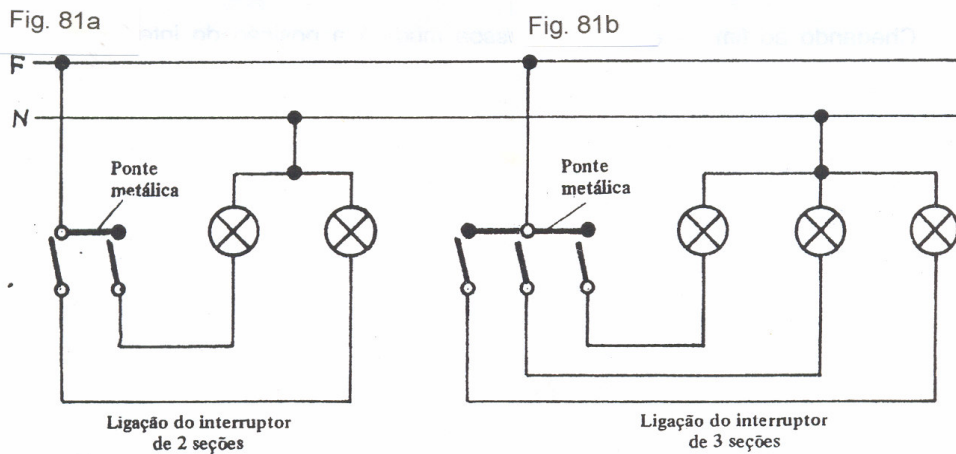 Fig. 81a
Fig. 81b
F
N
Ponte
metálica
Ponte
metálica
Ligação do interruptor
de 2 seções
Ligação do interruptor
de 3 seções